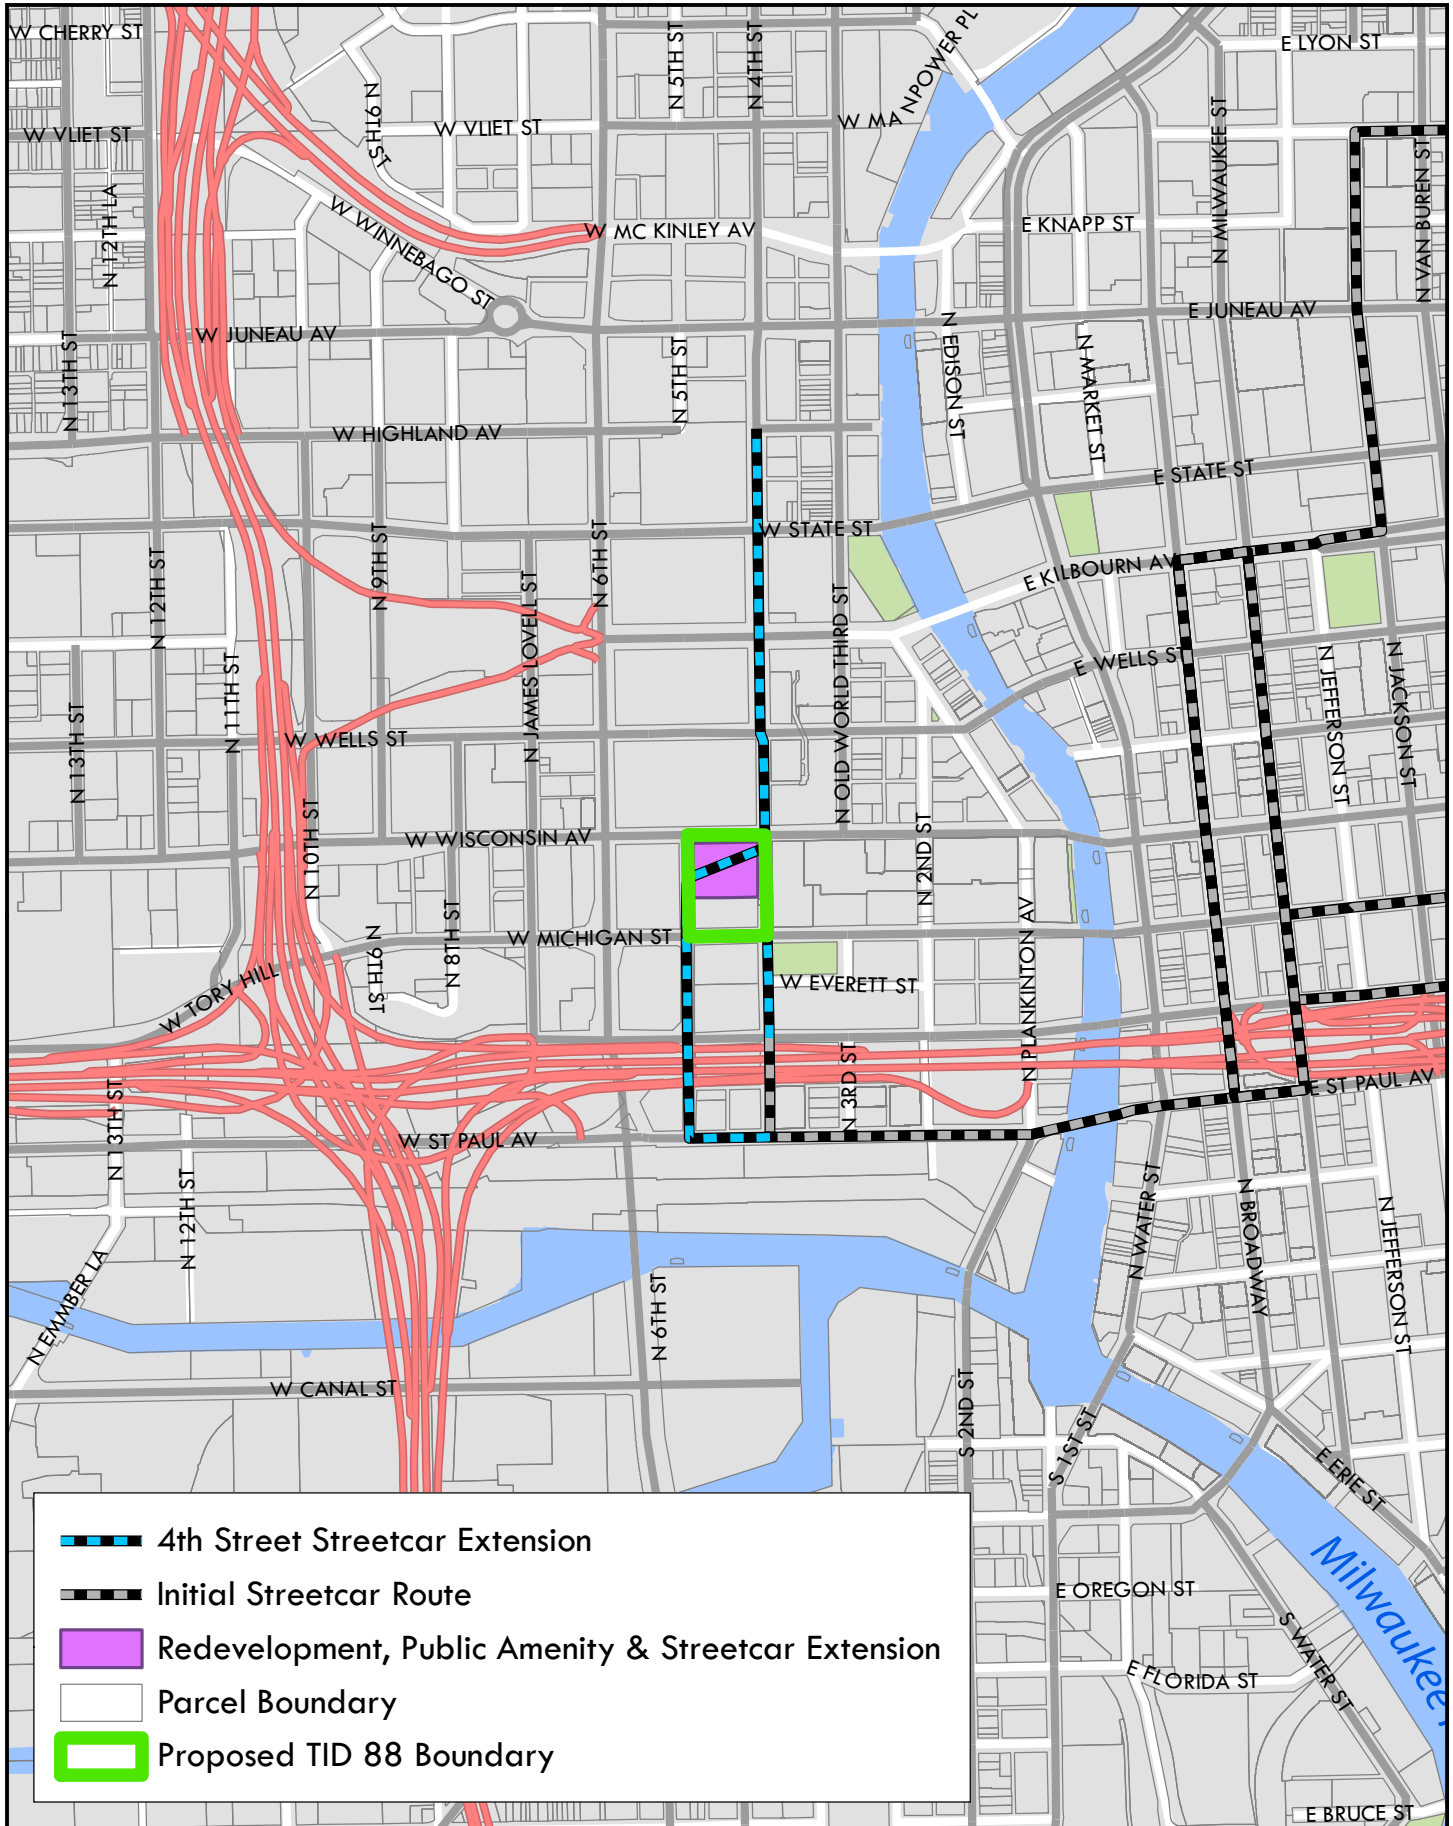 W CHERRY ST
N 5TH ST
N 4TH ST
W MA NPOWER PL
E LYON ST
W VLIET ST
N 9TH ST
W VLIET ST
N MILWAUKEE ST
N VAN BUREN ST
N 12TH LA
W WINNEBAGO ST
W MC KINLEY AV
E KNAPP ST
W JUNEAU AV
E JUNEAU AV
N 13TH ST
N 5TH ST
N EDISON ST
N MARKET ST
W HIGHLAND AV
E STATE ST
W STATE ST
N 12TH ST
N 9TH ST
N JAMES LOVELL ST
N 6TH ST
N OLD WORLD THIRD ST
E KILBOURN AV
E WELLS ST
N 13TH ST
N 11TH ST
W WELLS ST
N JEFFERSON ST
N JACKSON ST
N 10TH ST
W WISCONSIN AV
N 2ND ST
N 9TH ST
N 8TH ST
W MICHIGAN ST
N PLANKINTON AV
W TORY HILL
W EVERETT ST
N 13TH ST
N 3RD ST
E ST PAUL AV
W ST PAUL AV
N 12TH ST
N WATER ST
N BROADWAY
N JEFFERSON ST
N EMMBER LA
N 6TH ST
W CANAL ST
S 2ND ST
S 1ST ST
E ERIE ST
4th Street Streetcar Extension
Initial Streetcar Route
Redevelopment, Public Amenity & Streetcar Extension
Parcel Boundary
Proposed TID 88 Boundary
E OREGON ST
Milwaukee
S WATER ST
E FLORIDA ST
E BRUCE ST